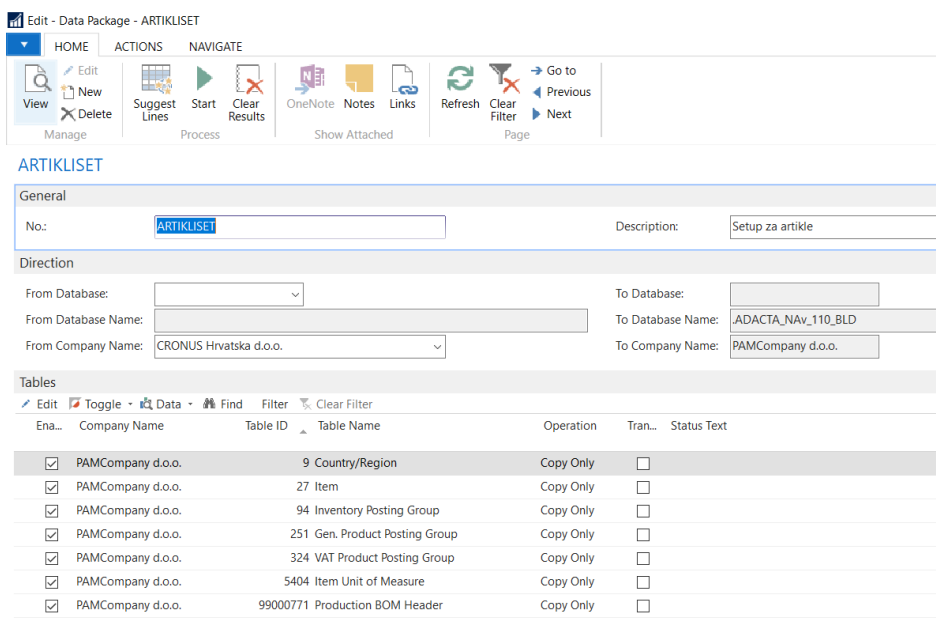 Edit - Data Package - ARTIKLISET
HOME ACTIONS NAVIGATE
View Edit New Delete Suggest Lines Start Clear Results OneNote Notes Links Refresh Clear Filter Go to Previous Next
Manage Process Show Attached Page
ARTIKLISET
General
No.: ARTIKLISET Description: Setup za artikle
Direction
From Database: To Database:
From Database Name: To Database Name: .ADACTA_NAv_110_BLD
From Company Name: CRONUS Hrvatska d.o.o. To Company Name: PAMCompany d.o.o.
Tables
Edit Toggle Data Find Filter Clear Filter
Ena... Company Name Table ID Table Name Operation Tran... Status Text
PAMCompany d.o.o. 9 Country/Region Copy Only
PAMCompany d.o.o. 27 Item Copy Only
PAMCompany d.o.o. 94 Inventory Posting Group Copy Only
PAMCompany d.o.o. 251 Gen. Product Posting Group Copy Only
PAMCompany d.o.o. 324 VAT Product Posting Group Copy Only
PAMCompany d.o.o. 5404 Item Unit of Measure Copy Only
PAMCompany d.o.o. 99000771 Production BOM Header Copy Only